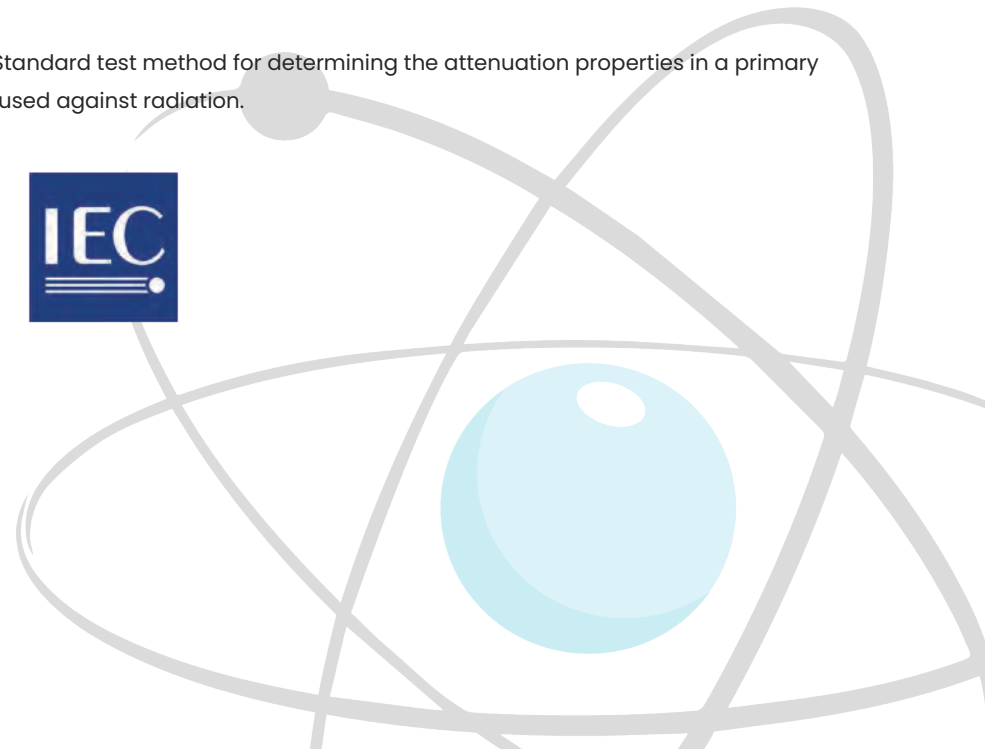 Standard test method for determining the attenuation properties in a primary
used against radiation.
IEC